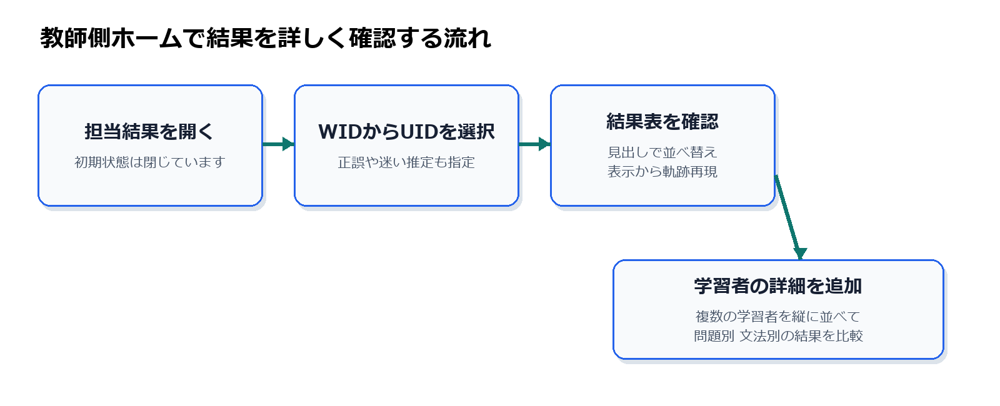 教師側ホームで結果を詳しく確認する流れ
担当結果を開く
初期状態は閉じています
WIDからUIDを選択
正誤や迷い推定も指定
結果表を確認
見出しで並べ替え
表示から軌跡再現
学習者の詳細を追加
複数の学習者を縦に並べて
問題別 文法別の結果を比較